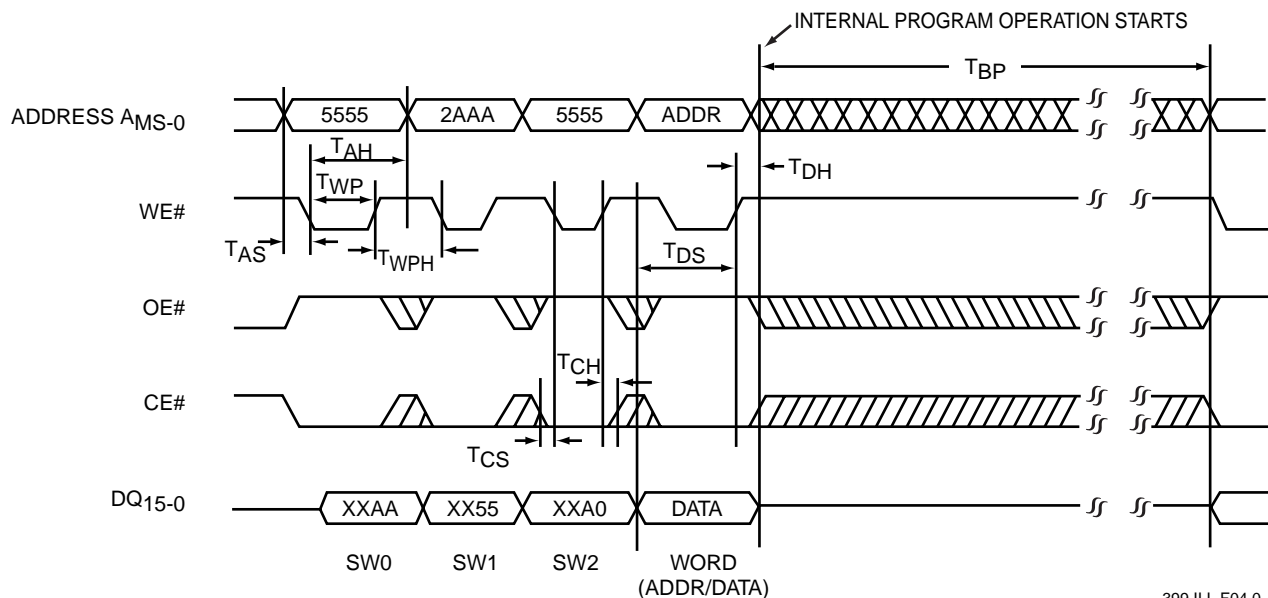 INTERNAL PROGRAM OPERATION STARTS
TBP
ADDRESS AMS-0
5555
2AAA
5555
ADDR
TAH
TDH
TWP
WE#
TAS
TWPH
TDS
OE#
TCH
CE#
TCS
DQ15-0
XXAA
XX55
XXA0
DATA
SW0
SW1
SW2
WORD
(ADDR/DATA)